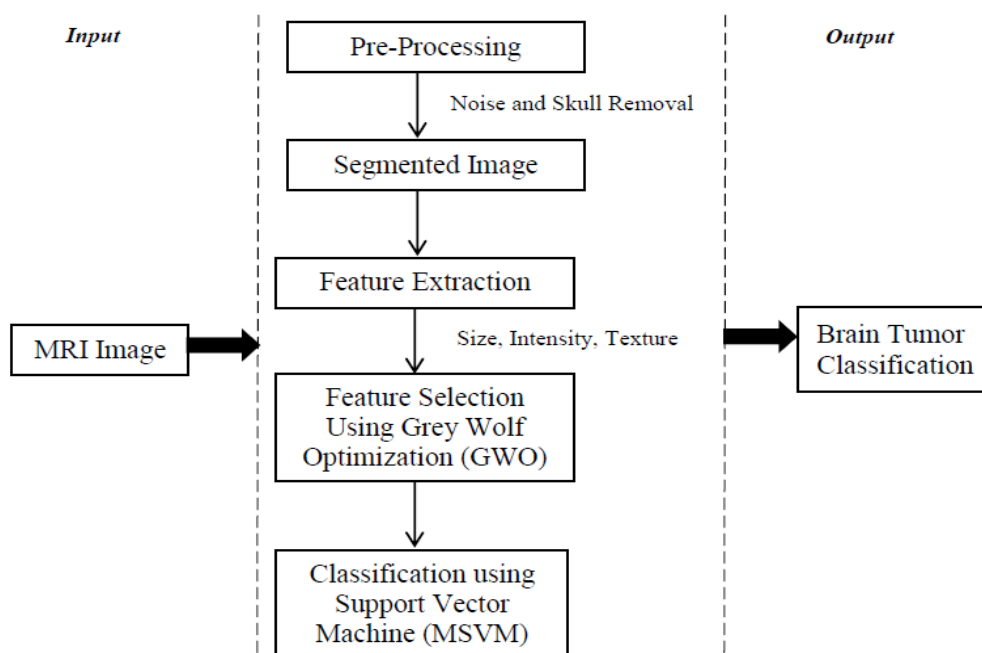 Input
Pre-Processing
Output
Noise and Skull Removal
Segmented Image
Feature Extraction
Size, Intensity, Texture
MRI Image
Brain Tumor
Classification
Feature Selection
Using Grey Wolf
Optimization (GWO)
Classification using
Support Vector
Machine (MSVM)